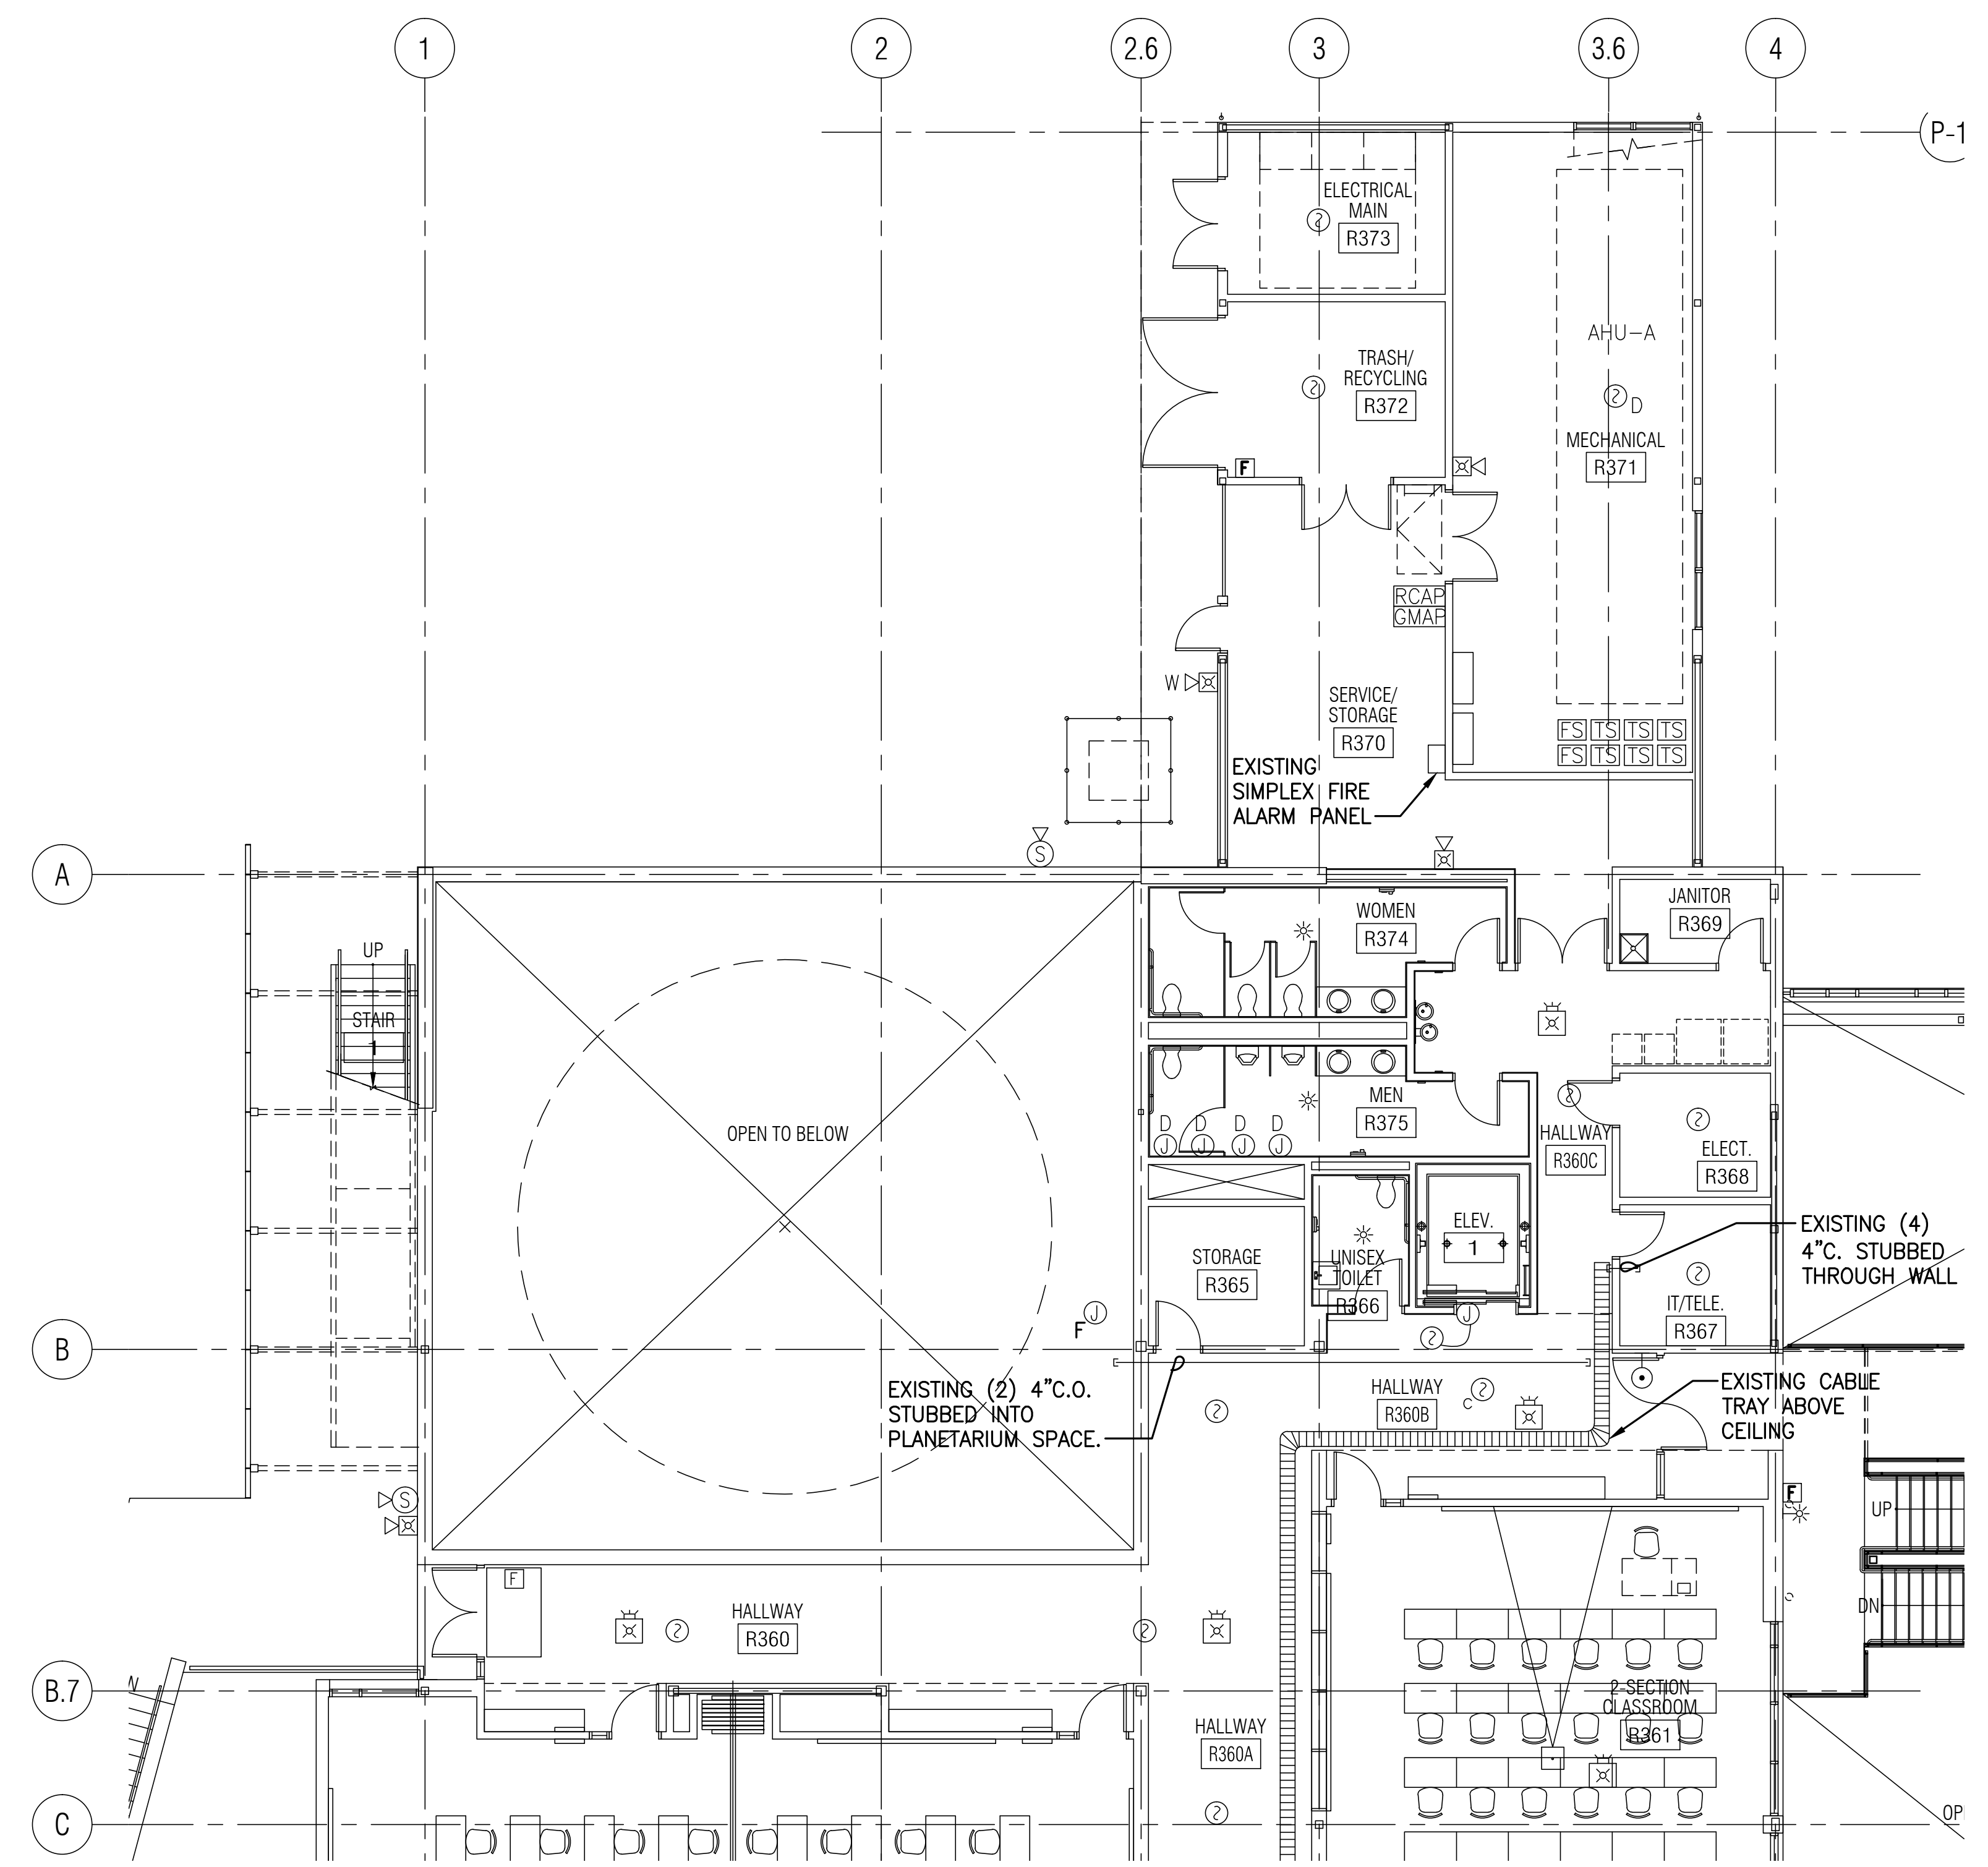 1
2
2.6
3
3.6
4
P-1
ELECTRICAL
MAIN
R373
TRASH/
RECYCLING
R372
F
AHU-A
D
MECHANICAL
R371
RCAP
GMAP
W
SERVICE/
STORAGE
R370
FS TS TS TS
FS TS TS TS
EXISTING
SIMPLEX FIRE
ALARM PANEL
S
A
UP
STAIR
1
OPEN TO BELOW
WOMEN
R374
JANITOR
R369
MEN
R375
D D D D
J J J J
HALLWAY
R360C
ELECT.
R368
STORAGE
R365
UNISEX
TOILET
R366
ELEV.
1
IT/TELE.
R367
EXISTING (4)
4"C. STUBBED
THROUGH WALL
J
F
J
B
EXISTING (2) 4"C.O.
STUBBED INTO
PLANETARIUM SPACE.
HALLWAY
R360B
C
EXISTING CABLE
TRAY ABOVE
CEILING
S
F
UP
DN
F
HALLWAY
R360
B.7
N
HALLWAY
R360A
2-SECTION
CLASSROOM
R361
C
OP